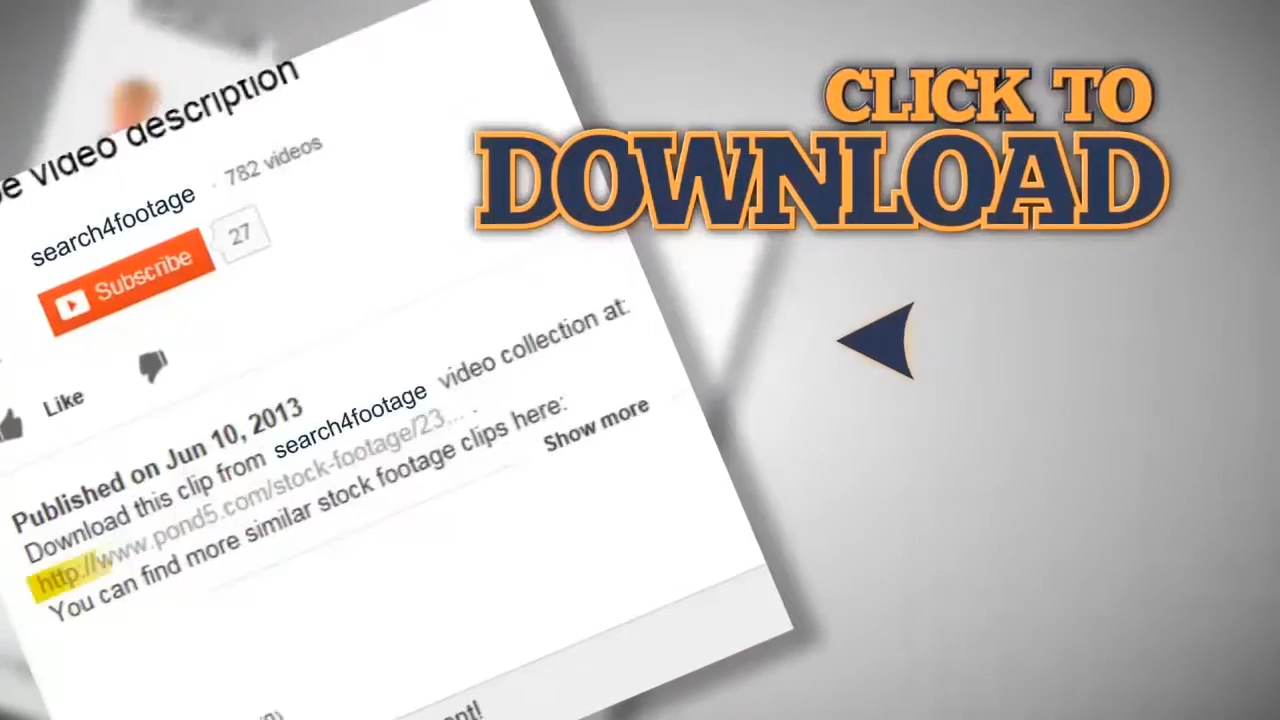 CLICK TO
DOWNLOAD
video description
search4footage · 782 videos
Subscribe 27
Like
Published on Jun 10, 2013
Download this clip from search4footage video collection at:
http://www.pond5.com/stock-footage/23... .
You can find more similar stock footage clips here:
Show more